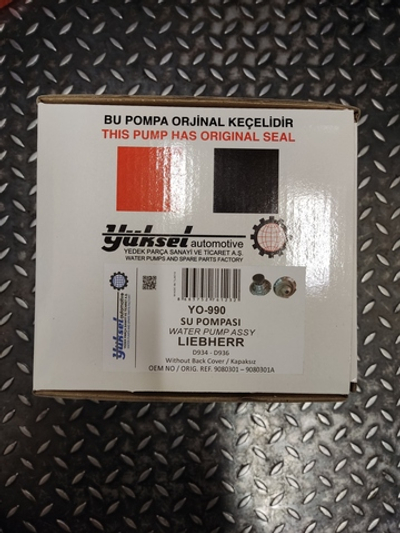 BU POMPA ORJİNAL KEÇELİDİR
THIS PUMP HAS ORIGINAL SEAL
yüksel automotive
YEDEK PARÇA SANAYİ VE TİCARET A.Ş.
WATER PUMPS AND SPARE PARTS FACTORY
yüksel automotive
YO-990
SU POMPASI
WATER PUMP ASSY
LIEBHERR
D934 - D936
Without Back Cover / Kapaksız
OEM NO / ORIG. REF. 9080301 – 9080301A